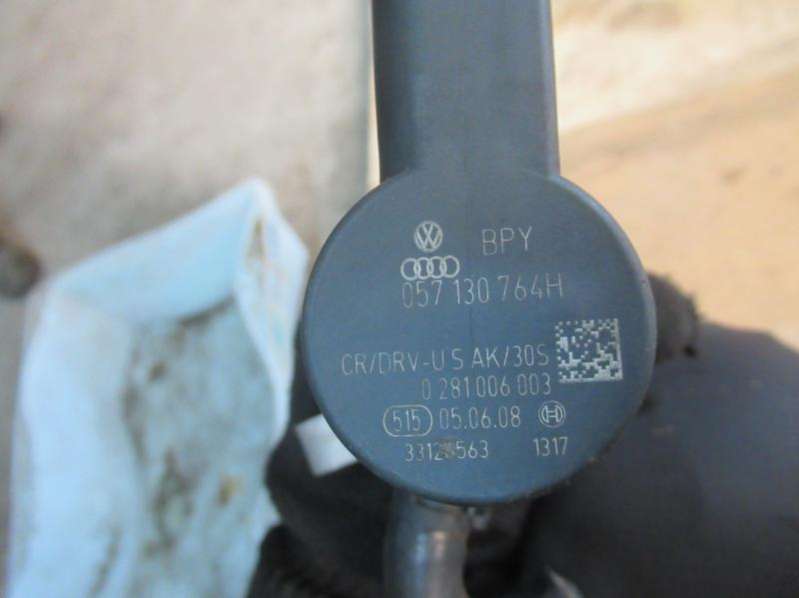 BPY
057 130 764H
CR/DRV-U S AK/30S
0 281 006 003
515 05.06.08 H
1317